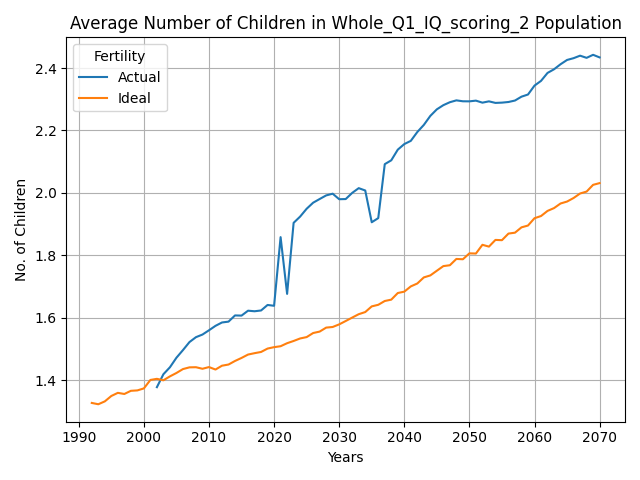 Average Number of Children in Whole_Q1_IQ_scoring_2 Population
Fertility
Actual
Ideal
No. of Children
2.4
2.2
2.0
1.8
1.6
1.4
1990
2000
2010
2020
2030
2040
2050
2060
2070
Years